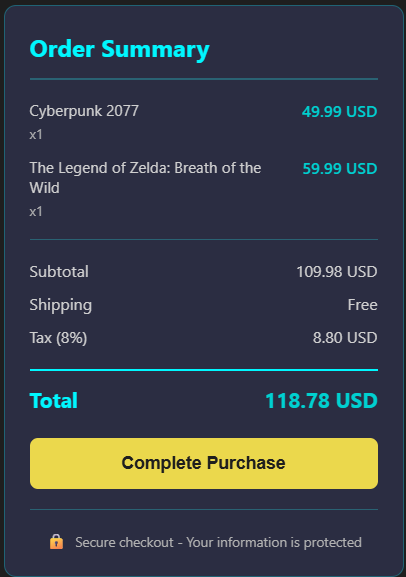 Order Summary
Cyberpunk 2077 49.99 USD
x1
The Legend of Zelda: Breath of the 59.99 USD
Wild
x1
Subtotal 109.98 USD
Shipping Free
Tax (8%) 8.80 USD
Total 118.78 USD
Complete Purchase
Secure checkout - Your information is protected